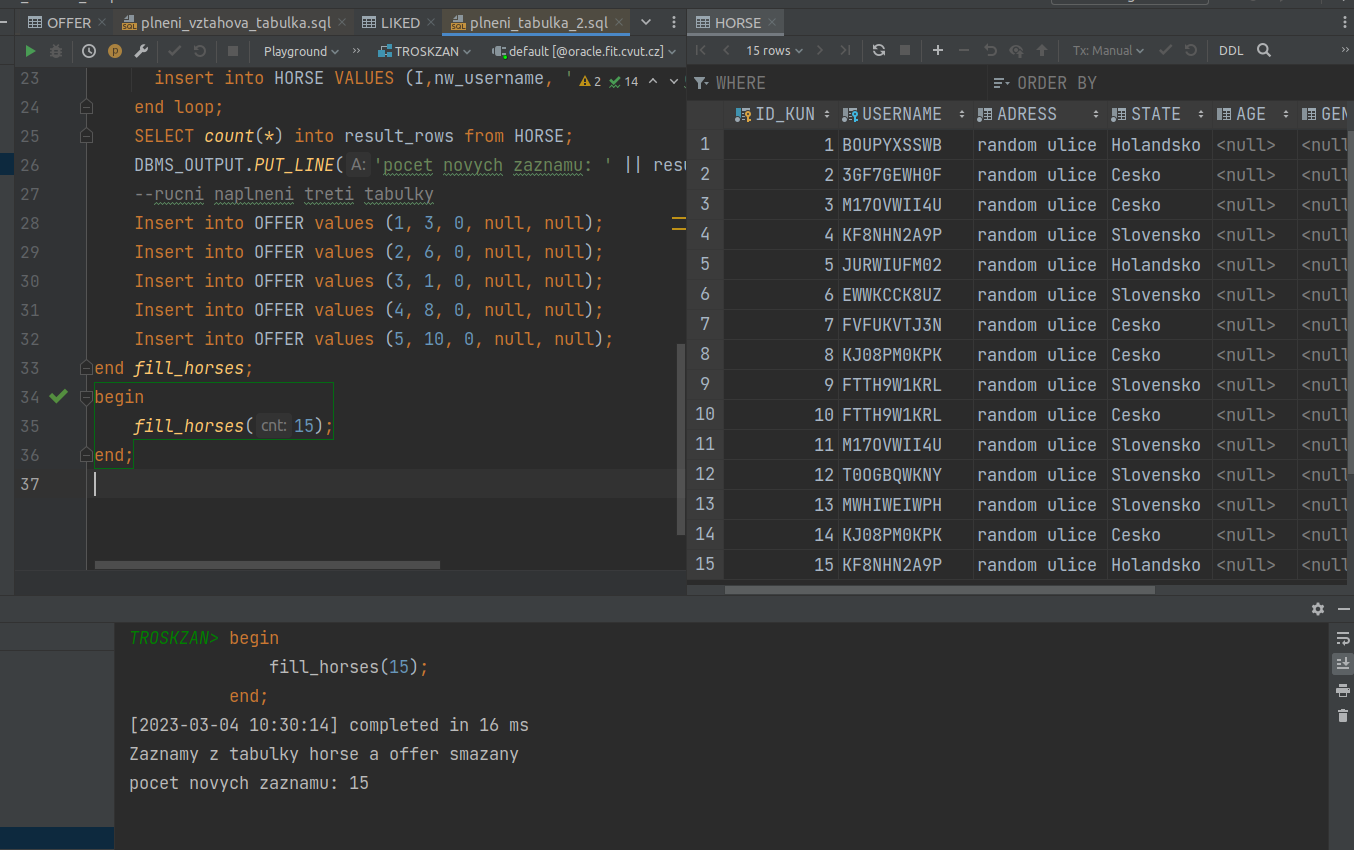 OFFER plneni_vztahova_tabulka.sql LIKED plneni_tabulka_2.sql
Playground TROSKZAN default [@oracle.fit.cvut.cz]
23 insert into HORSE VALUES (I,nw_username, ' 2 14
24 end loop;
25 SELECT count(*) into result_rows from HORSE;
26 DBMS_OUTPUT.PUT_LINE( A: 'pocet novych zaznamu: ' ||
27 --rucni naplneni treti tabulky
28 Insert into OFFER values (1, 3, 0, null, null);
29 Insert into OFFER values (2, 6, 0, null, null);
30 Insert into OFFER values (3, 1, 0, null, null);
31 Insert into OFFER values (4, 8, 0, null, null);
32 Insert into OFFER values (5, 10, 0, null, null);
33 end fill_horses;
34 begin
35 fill_horses( cnt: 15);
36 end;
37
HORSE
15 rows Tx: Manual DDL
WHERE ORDER BY
ID_KUN USERNAME ADRESS STATE AGE GEN
1 1 BOUPYXSSWB random ulice Holandsko <null> <null
2 2 3GF7GEWH0F random ulice Cesko <null> <null
3 3 M17OVWII4U random ulice Cesko <null> <null
4 4 KF8NHN2A9P random ulice Slovensko <null> <null
5 5 JURWIUFM02 random ulice Holandsko <null> <null
6 6 EWWKCCK8UZ random ulice Slovensko <null> <null
7 7 FVFUKVTJ3N random ulice Cesko <null> <null
8 8 KJ08PM0KPK random ulice Cesko <null> <null
9 9 FTTH9W1KRL random ulice Slovensko <null> <null
10 10 FTTH9W1KRL random ulice Cesko <null> <null
11 11 M17OVWII4U random ulice Slovensko <null> <null
12 12 T0OGBQWKNY random ulice Slovensko <null> <null
13 13 MWHIWEIWPH random ulice Slovensko <null> <null
14 14 KJ08PM0KPK random ulice Cesko <null> <null
15 15 KF8NHN2A9P random ulice Holandsko <null> <null
TROSKZAN> begin
fill_horses(15);
end;
[2023-03-04 10:30:14] completed in 16 ms
Zaznamy z tabulky horse a offer smazany
pocet novych zaznamu: 15